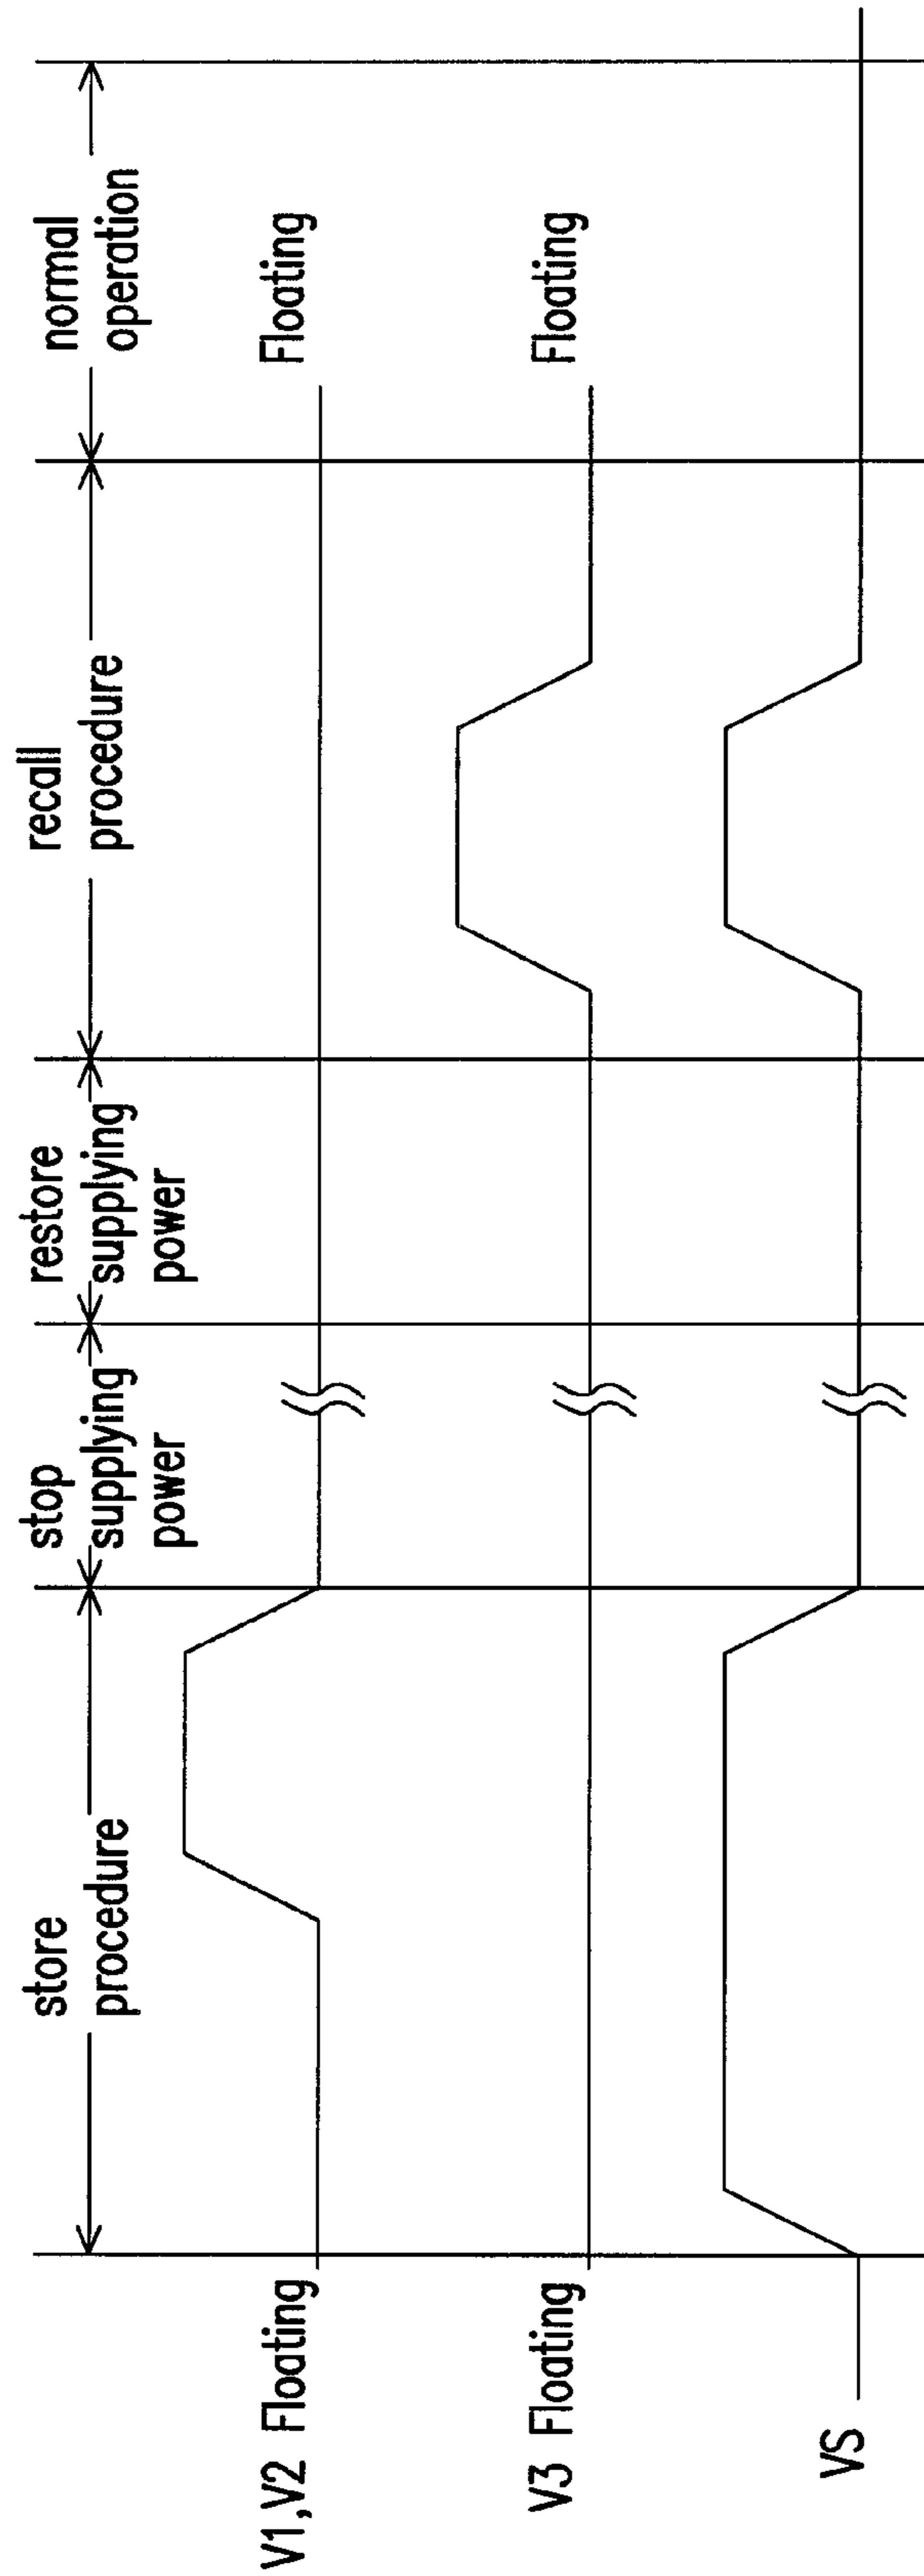 store
procedure
stop
supplying
power
restore
supplying
power
recall
procedure
normal
operation
V1,V2 Floating
Floating
V3 Floating
Floating
VS